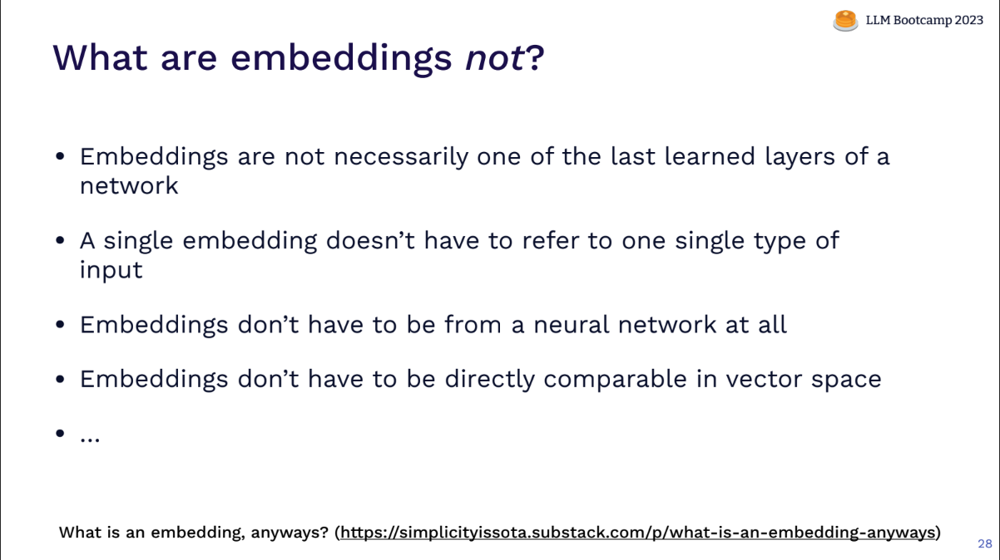 LLM Bootcamp 2023
What are embeddings not?
• Embeddings are not necessarily one of the last learned layers of a
network
• A single embedding doesn’t have to refer to one single type of
input
• Embeddings don’t have to be from a neural network at all
• Embeddings don’t have to be directly comparable in vector space
• ...
What is an embedding, anyways? (https://simplicityissota.substack.com/p/what-is-an-embedding-anyways)
28